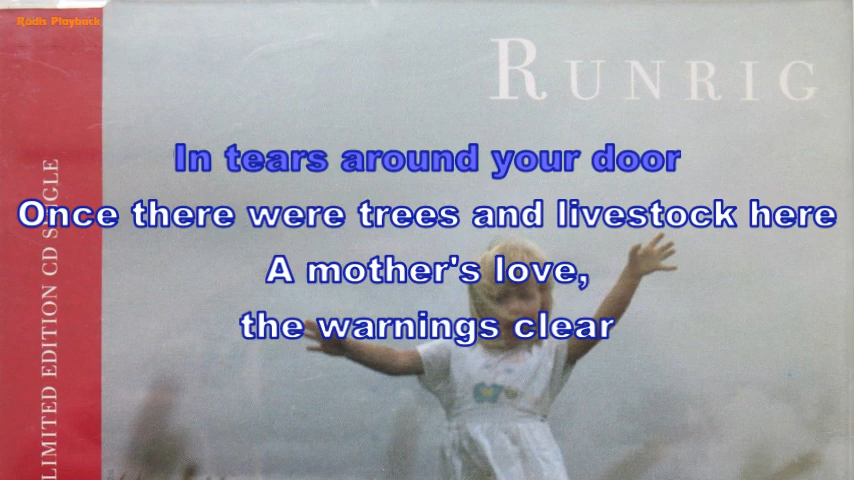 Rädis Playback
RUNRIG
In tears around your door
Once there were trees and livestock here
A mother's love,
the warnings clear
LIMITED EDITION CD SINGLE